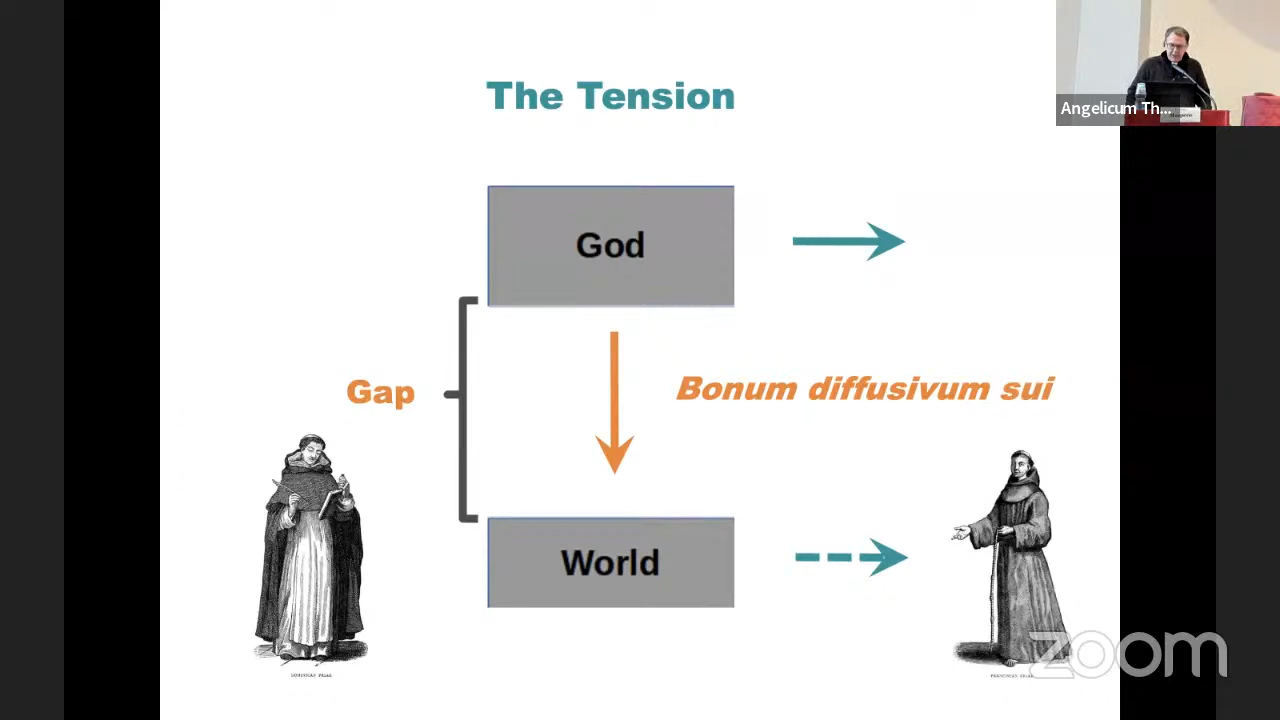 The Tension
Angelicum Th...
God
Gap
Bonum diffusivum sui
World
zoom